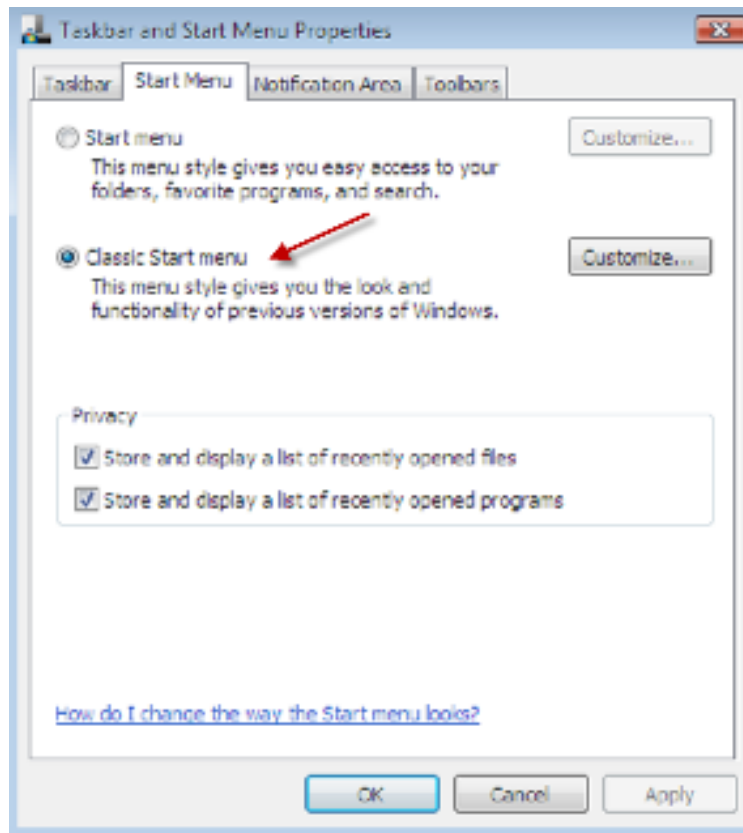 Taskbar and Start Menu Properties
Taskbar Start Menu Notification Area Toolbars
Start menu Customize...
This menu style gives you easy access to your
folders, favorite programs, and search.
Classic Start menu Customize...
This menu style gives you the look and
functionality of previous versions of Windows.
Privacy
Store and display a list of recently opened files
Store and display a list of recently opened programs
How do I change the way the Start menu looks?
OK Cancel Apply